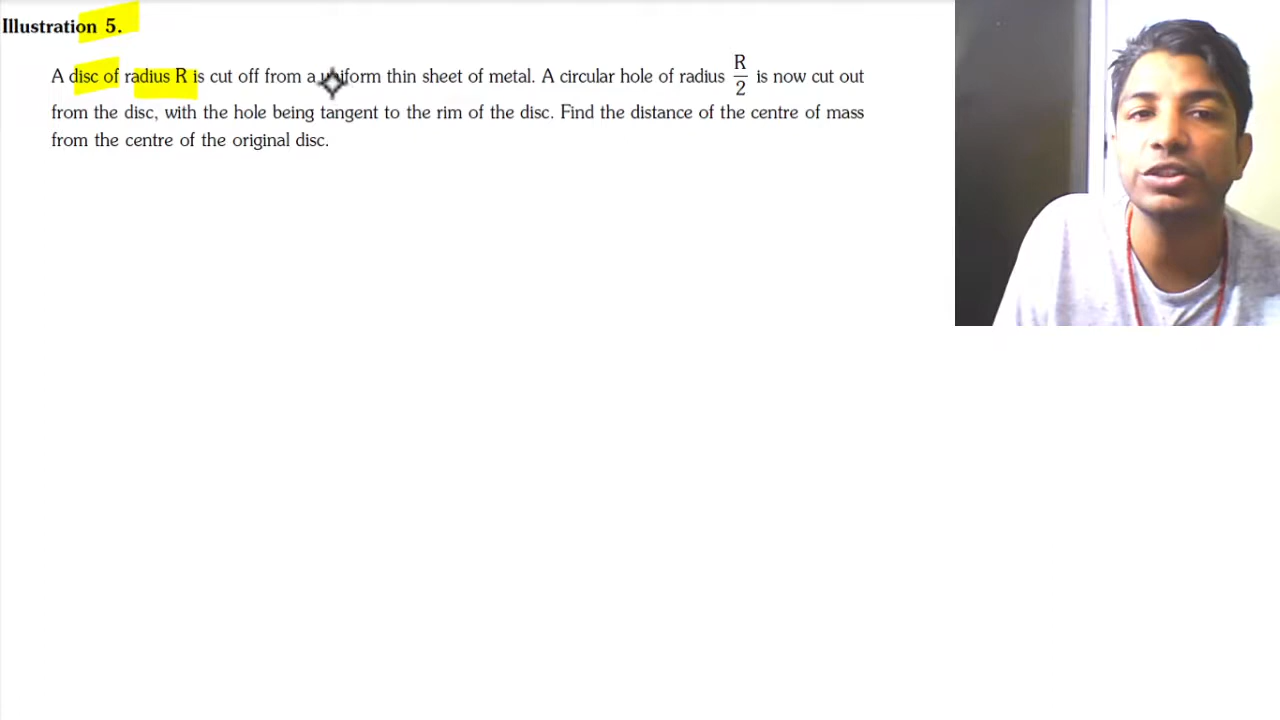 Illustration 5.
A disc of radius R is cut off from a uniform thin sheet of metal. A circular hole of radius R/2 is now cut out
from the disc, with the hole being tangent to the rim of the disc. Find the distance of the centre of mass
from the centre of the original disc.